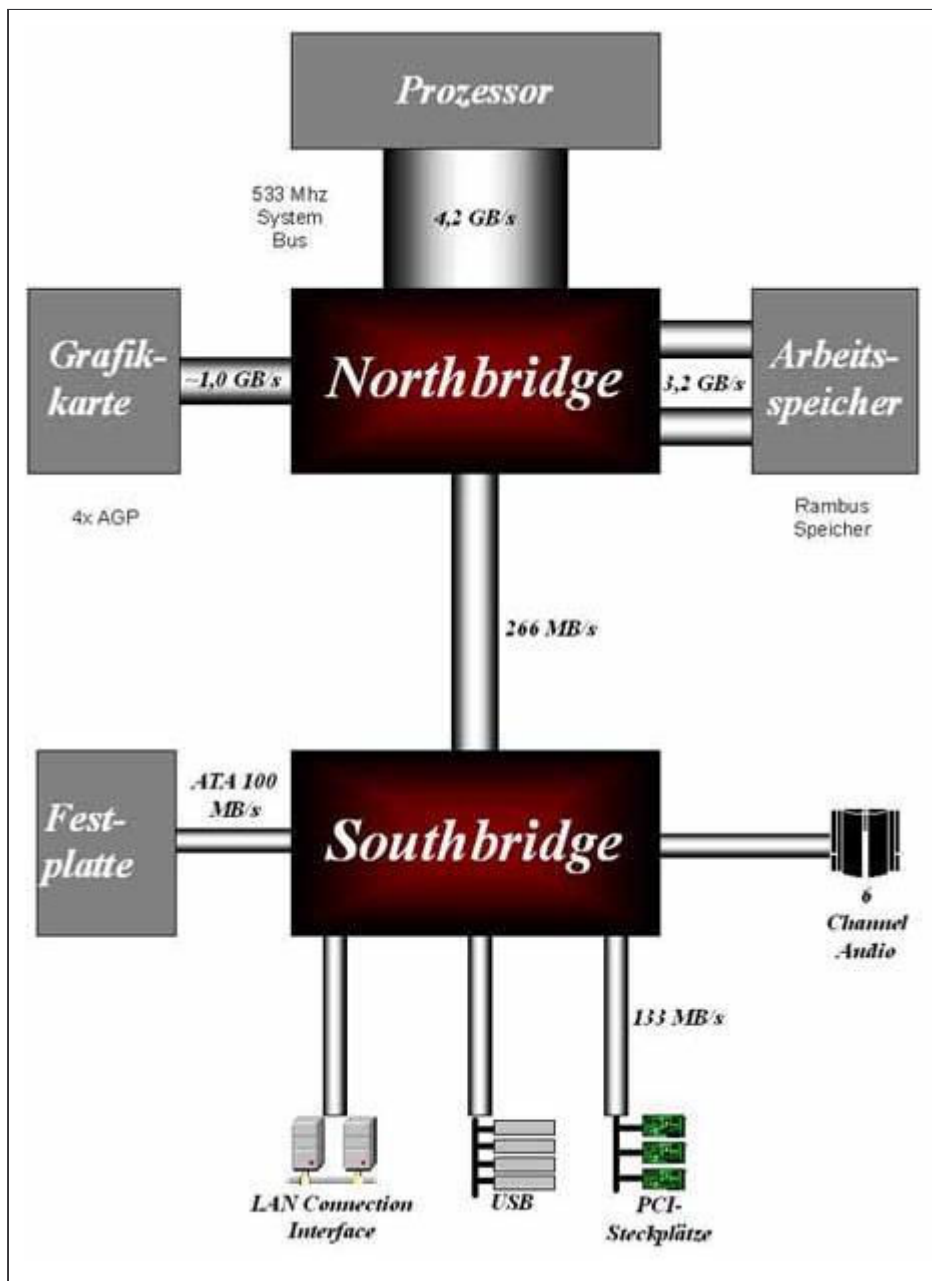 Prozessor
533 Mhz
System
Bus
4,2 GB/s
Grafik-
karte
~1,0 GB/s
Northbridge
3,2 GB/s
Arbeits-
speicher
4x AGP
Rambus
Speicher
266 MB/s
Fest-
platte
ATA 100
MB/s
Southbridge
6
Channel
Audio
133 MB/s
LAN Connection
Interface
USB
PCI-
Steckplätze